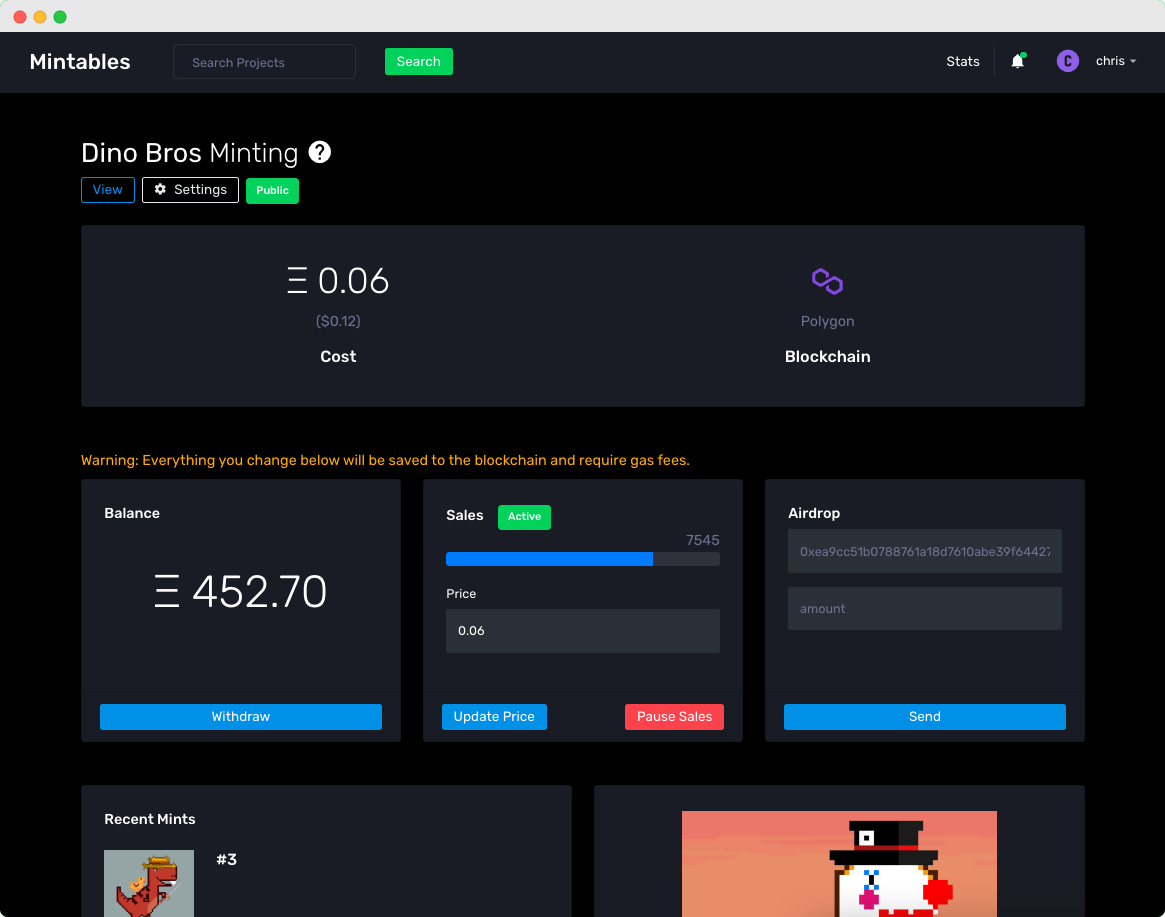 Mintables
Search Projects
Search
Stats
C
chris
Dino Bros Minting ?
View
Settings
Public
Ξ 0.06
($0.12)
Cost
Polygon
Blockchain
Warning: Everything you change below will be saved to the blockchain and require gas fees.
Balance
Ξ 452.70
Withdraw
Sales
Active
7545
Price
0.06
Update Price
Pause Sales
Airdrop
0xea9cc51b0788761a18d7610abe39f64427
amount
Send
Recent Mints
#3